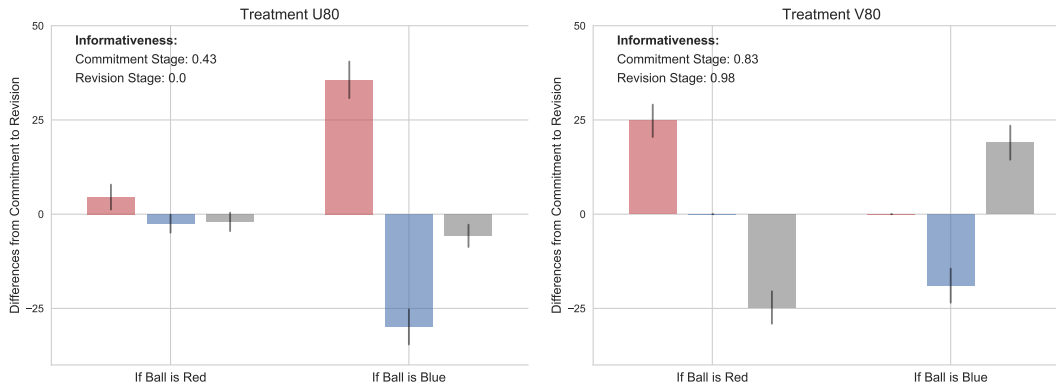 Treatment U80
Differences from Commitment to Revision
50
25
0
−25
Informativeness:
Commitment Stage: 0.43
Revision Stage: 0.0
If Ball is Red
If Ball is Blue
Treatment V80
Differences from Commitment to Revision
50
25
0
−25
Informativeness:
Commitment Stage: 0.83
Revision Stage: 0.98
If Ball is Red
If Ball is Blue